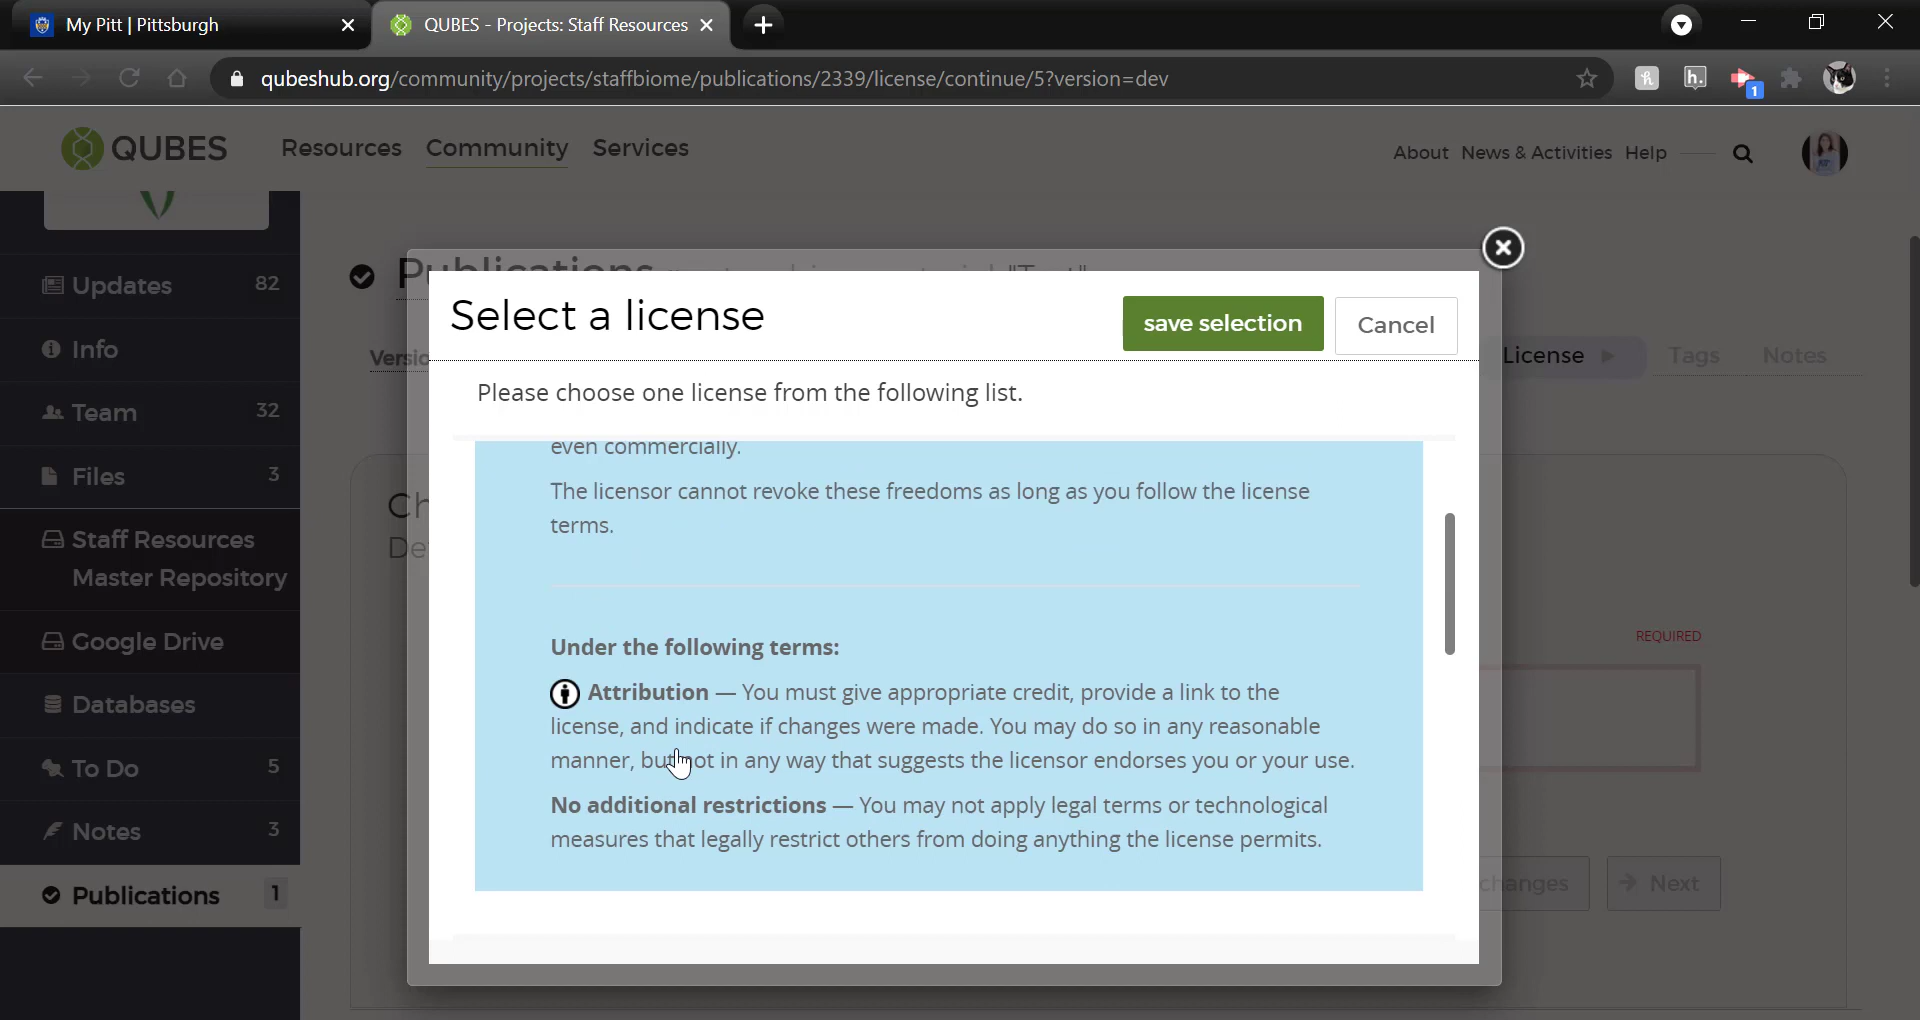 My Pitt | Pittsburgh
QUBES - Projects: Staff Resources
qubeshub.org/community/projects/staffbiome/publications/2339/license/continue/5?version=dev
h
h.
1
QUBES
Resources Community Services
About News & Activities Help
Updates 82
Info
Team 32
Files 3
Staff Resources
Master Repository
Google Drive
Databases
To Do 5
Notes 3
Publications 1
Publications
License Tags Notes
REQUIRED
changes
Next
Select a license
save selection
Cancel
Please choose one license from the following list.
even commercially.
The licensor cannot revoke these freedoms as long as you follow the license
terms.
Under the following terms:
Attribution — You must give appropriate credit, provide a link to the
license, and indicate if changes were made. You may do so in any reasonable
manner, but not in any way that suggests the licensor endorses you or your use.
No additional restrictions — You may not apply legal terms or technological
measures that legally restrict others from doing anything the license permits.